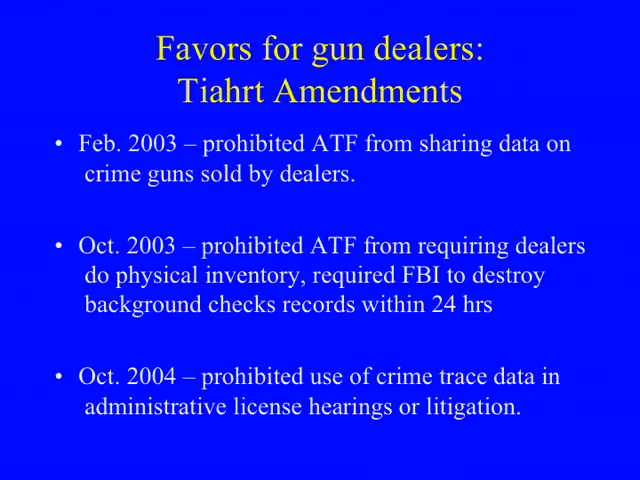 Favors for gun dealers:
Tiahrt Amendments
• Feb. 2003 – prohibited ATF from sharing data on
crime guns sold by dealers.
• Oct. 2003 – prohibited ATF from requiring dealers
do physical inventory, required FBI to destroy
background checks records within 24 hrs
• Oct. 2004 – prohibited use of crime trace data in
administrative license hearings or litigation.